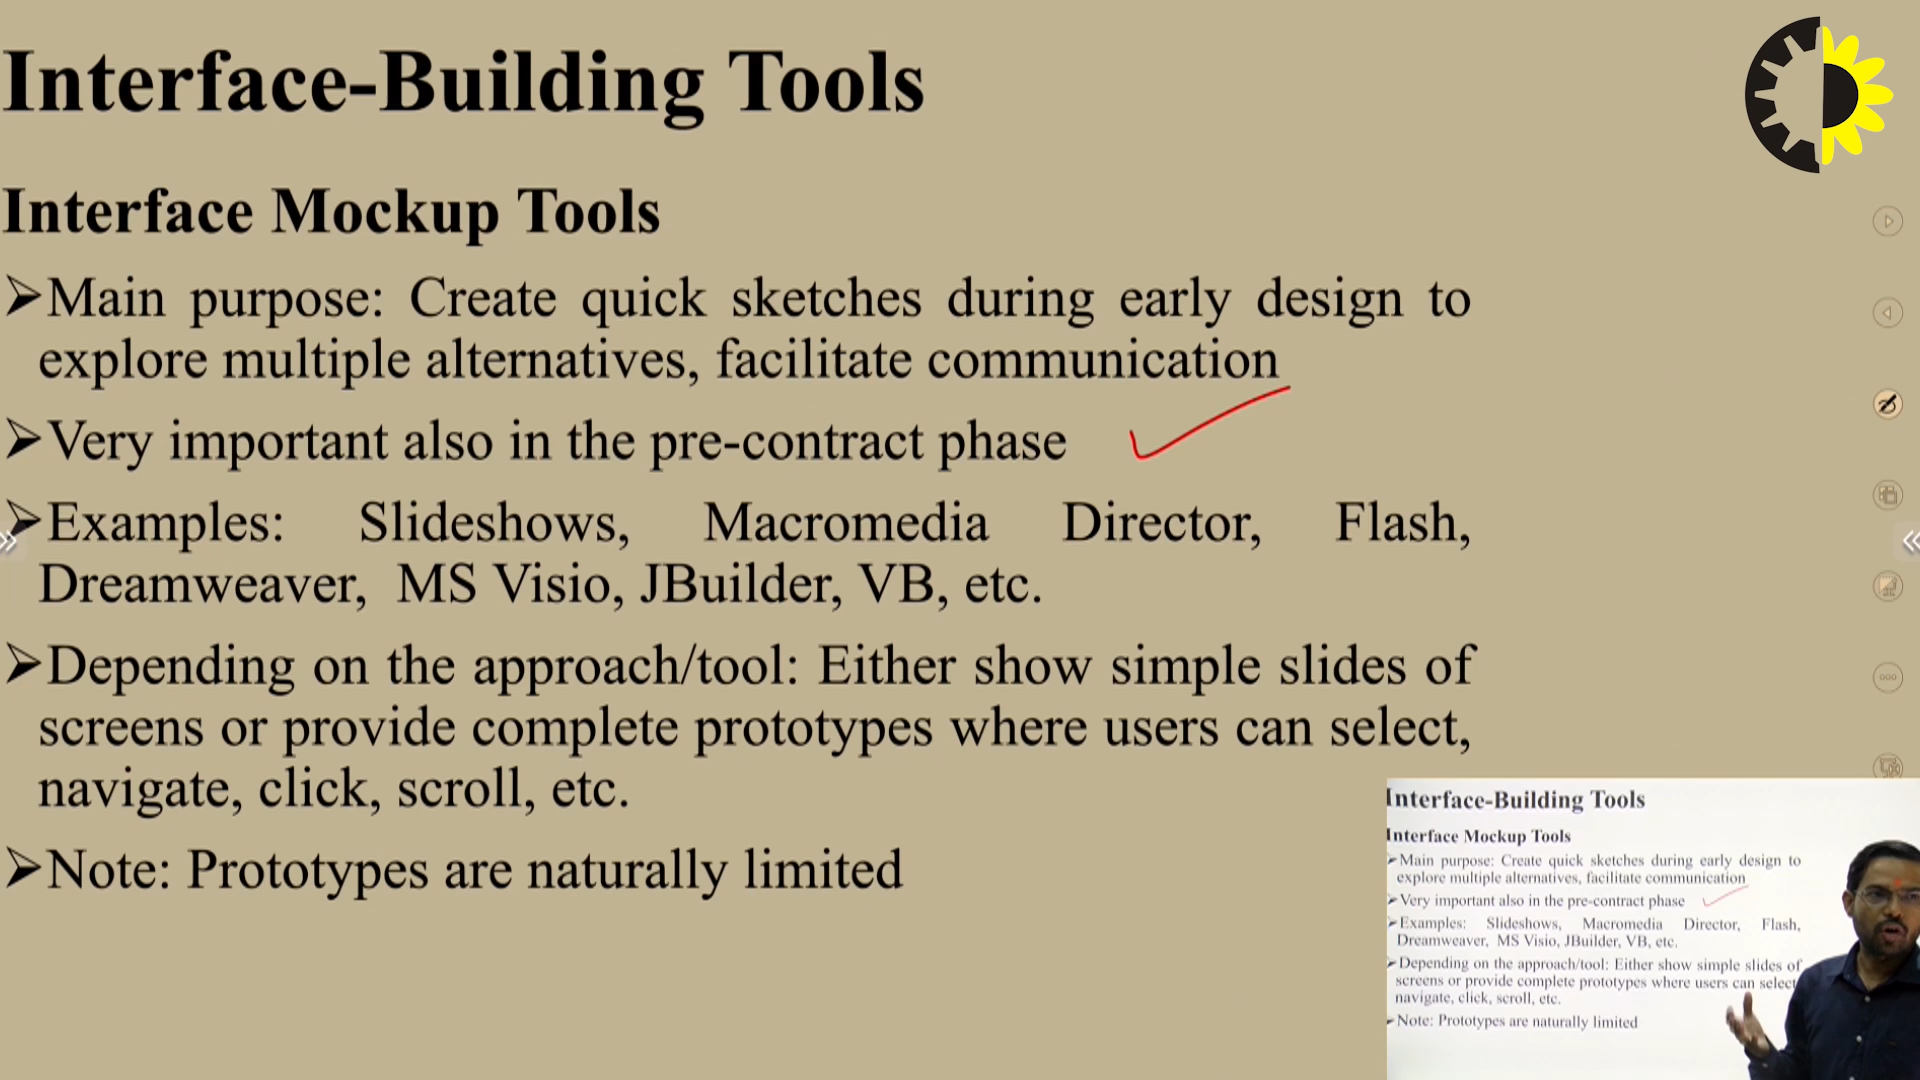 Interface-Building Tools
Interface Mockup Tools
➢Main purpose: Create quick sketches during early design to
explore multiple alternatives, facilitate communication
➢Very important also in the pre-contract phase
➢Examples: Slideshows, Macromedia Director, Flash,
Dreamweaver, MS Visio, JBuilder, VB, etc.
➢Depending on the approach/tool: Either show simple slides of
screens or provide complete prototypes where users can select,
navigate, click, scroll, etc.
➢Note: Prototypes are naturally limited
Interface-Building Tools
Interface Mockup Tools
➢Main purpose: Create quick sketches during early design to
explore multiple alternatives, facilitate communication
➢Very important also in the pre-contract phase
➢Examples: Slideshows, Macromedia Director, Flash,
Dreamweaver, MS Visio, JBuilder, VB, etc.
➢Depending on the approach/tool: Either show simple slides of
screens or provide complete prototypes where users can select,
navigate, click, scroll, etc.
➢Note: Prototypes are naturally limited